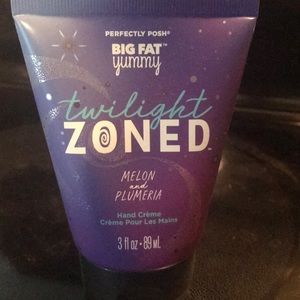 PERFECTLY POSH®
BIG FAT™
yummy
twilight
ZONED™
MELON
and
PLUMERIA
Hand Crème
Crème Pour Les Mains
3 fl oz • 89 mL